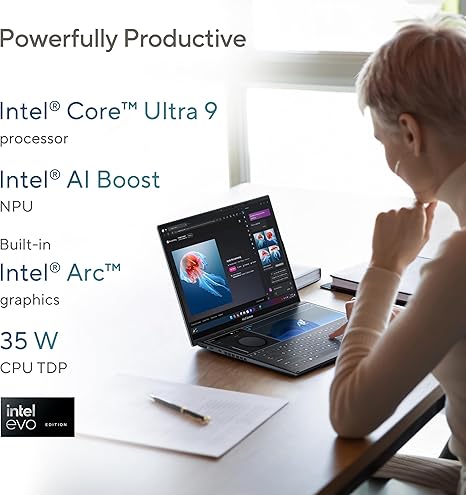 Powerfully Productive
Intel® Core™ Ultra 9
processor
Intel® AI Boost
NPU
Built-in
Intel® Arc™
graphics
35 W
CPU TDP
intel
evo EDITION